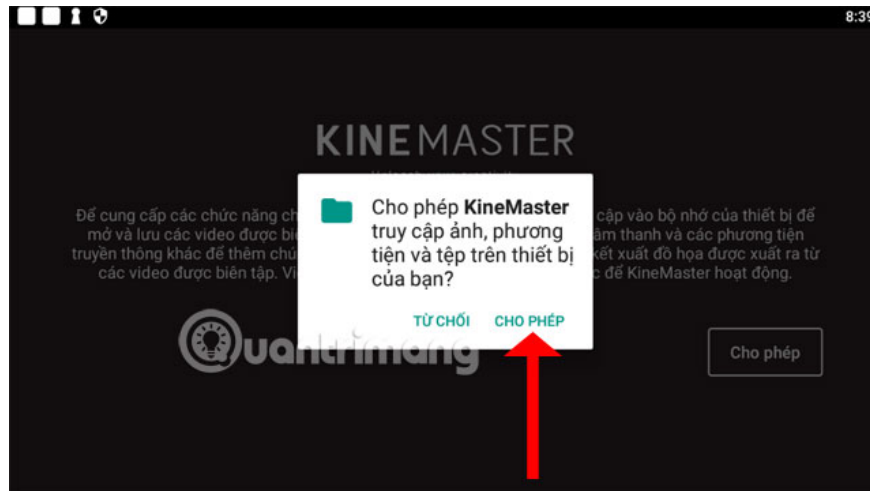 8:39
KINEMASTER
Để cung cấp các chức năng ch
cập vào bộ nhớ của thiết bị để
mở và lưu các video được bi
âm thanh và các phương tiện
truyền thông khác để thêm chú
kết xuất đồ họa được xuất ra từ
các video được biên tập. Vi
c để KineMaster hoạt động.
Cho phép KineMaster
truy cập ảnh, phương
tiện và tệp trên thiết bị
của bạn?
TỪ CHỐI CHO PHÉP
Quantrimang
Cho phép